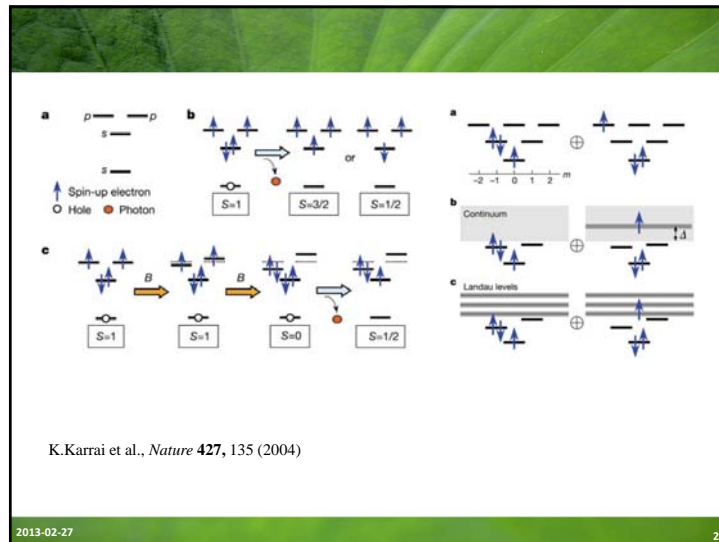 a
p p
s
s
Spin-up electron
Hole Photon
b
or
S=1 S=3/2 S=1/2
c
B B
S=1 S=1 S=0 S=1/2
a
-2 -1 0 1 2 m
b
Continuum
Δ
c
Landau levels
K.Karrai et al., Nature 427, 135 (2004)
2013-02-27